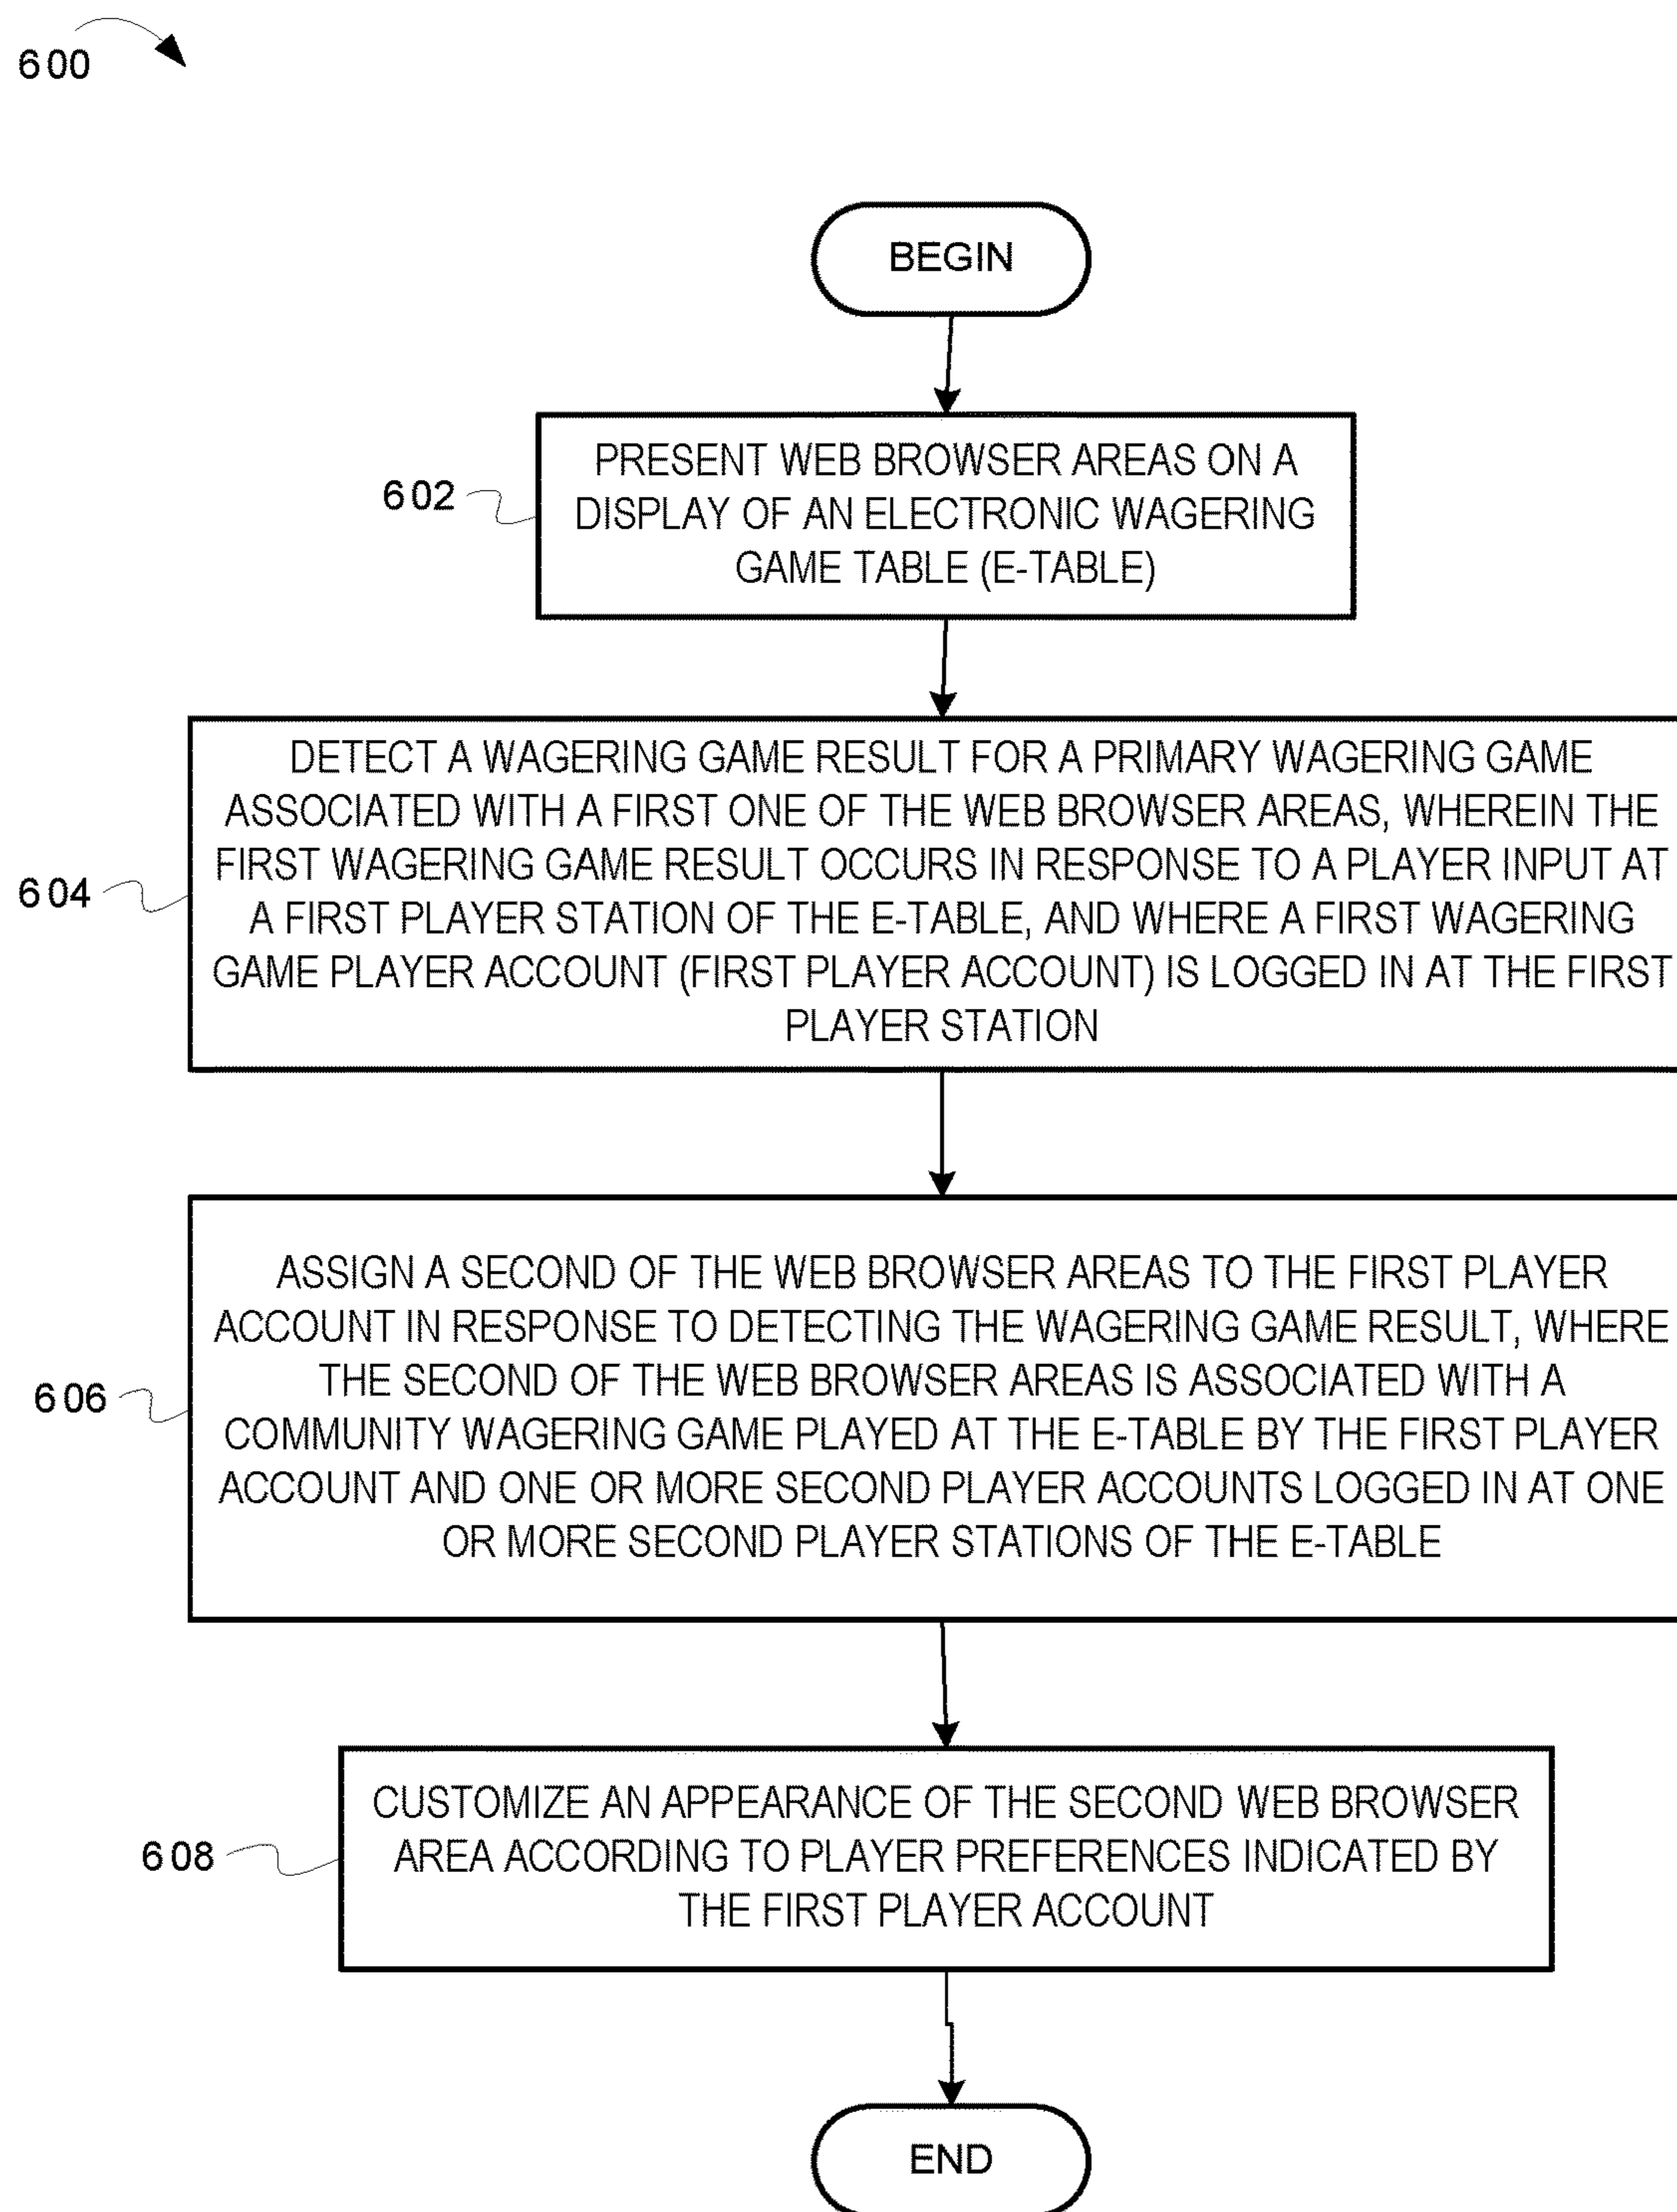 600
BEGIN
602
PRESENT WEB BROWSER AREAS ON A
DISPLAY OF AN ELECTRONIC WAGERING
GAME TABLE (E-TABLE)
604
DETECT A WAGERING GAME RESULT FOR A PRIMARY WAGERING GAME
ASSOCIATED WITH A FIRST ONE OF THE WEB BROWSER AREAS, WHEREIN THE
FIRST WAGERING GAME RESULT OCCURS IN RESPONSE TO A PLAYER INPUT AT
A FIRST PLAYER STATION OF THE E-TABLE, AND WHERE A FIRST WAGERING
GAME PLAYER ACCOUNT (FIRST PLAYER ACCOUNT) IS LOGGED IN AT THE FIRST
PLAYER STATION
606
ASSIGN A SECOND OF THE WEB BROWSER AREAS TO THE FIRST PLAYER
ACCOUNT IN RESPONSE TO DETECTING THE WAGERING GAME RESULT, WHERE
THE SECOND OF THE WEB BROWSER AREAS IS ASSOCIATED WITH A
COMMUNITY WAGERING GAME PLAYED AT THE E-TABLE BY THE FIRST PLAYER
ACCOUNT AND ONE OR MORE SECOND PLAYER ACCOUNTS LOGGED IN AT ONE
OR MORE SECOND PLAYER STATIONS OF THE E-TABLE
608
CUSTOMIZE AN APPEARANCE OF THE SECOND WEB BROWSER
AREA ACCORDING TO PLAYER PREFERENCES INDICATED BY
THE FIRST PLAYER ACCOUNT
END